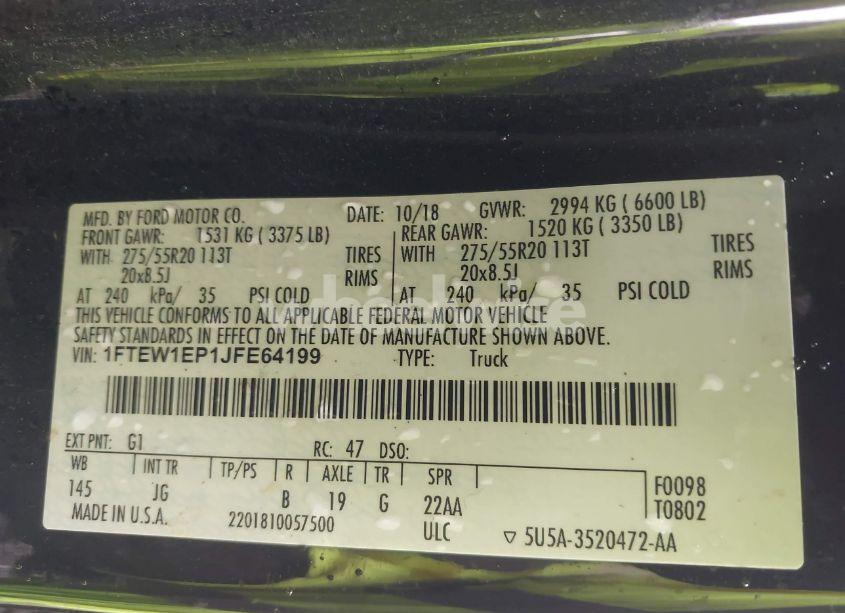 MFD. BY FORD MOTOR CO. DATE: 10/18 GVWR: 2994 KG ( 6600 LB)
FRONT GAWR: 1531 KG ( 3375 LB) REAR GAWR: 1520 KG ( 3350 LB)
WITH 275/55R20 113T TIRES WITH 275/55R20 113T TIRES
20x8.5J RIMS 20x8.5J RIMS
AT 240 kPa/ 35 PSI COLD AT 240 kPa/ 35 PSI COLD
THIS VEHICLE CONFORMS TO ALL APPLICABLE FEDERAL MOTOR VEHICLE
SAFETY STANDARDS IN EFFECT ON THE DATE OF MANUFACTURE SHOWN ABOVE.
VIN: 1FTEW1EP1JFE64199 TYPE: Truck
EXT PNT: G1 RC: 47 DSO:
WB INT TR TP/PS R AXLE TR SPR F0098
145 JG B 19 G 22AA T0802
MADE IN U.S.A. 2201810057500 ULC ▽ 5U5A-3520472-AA